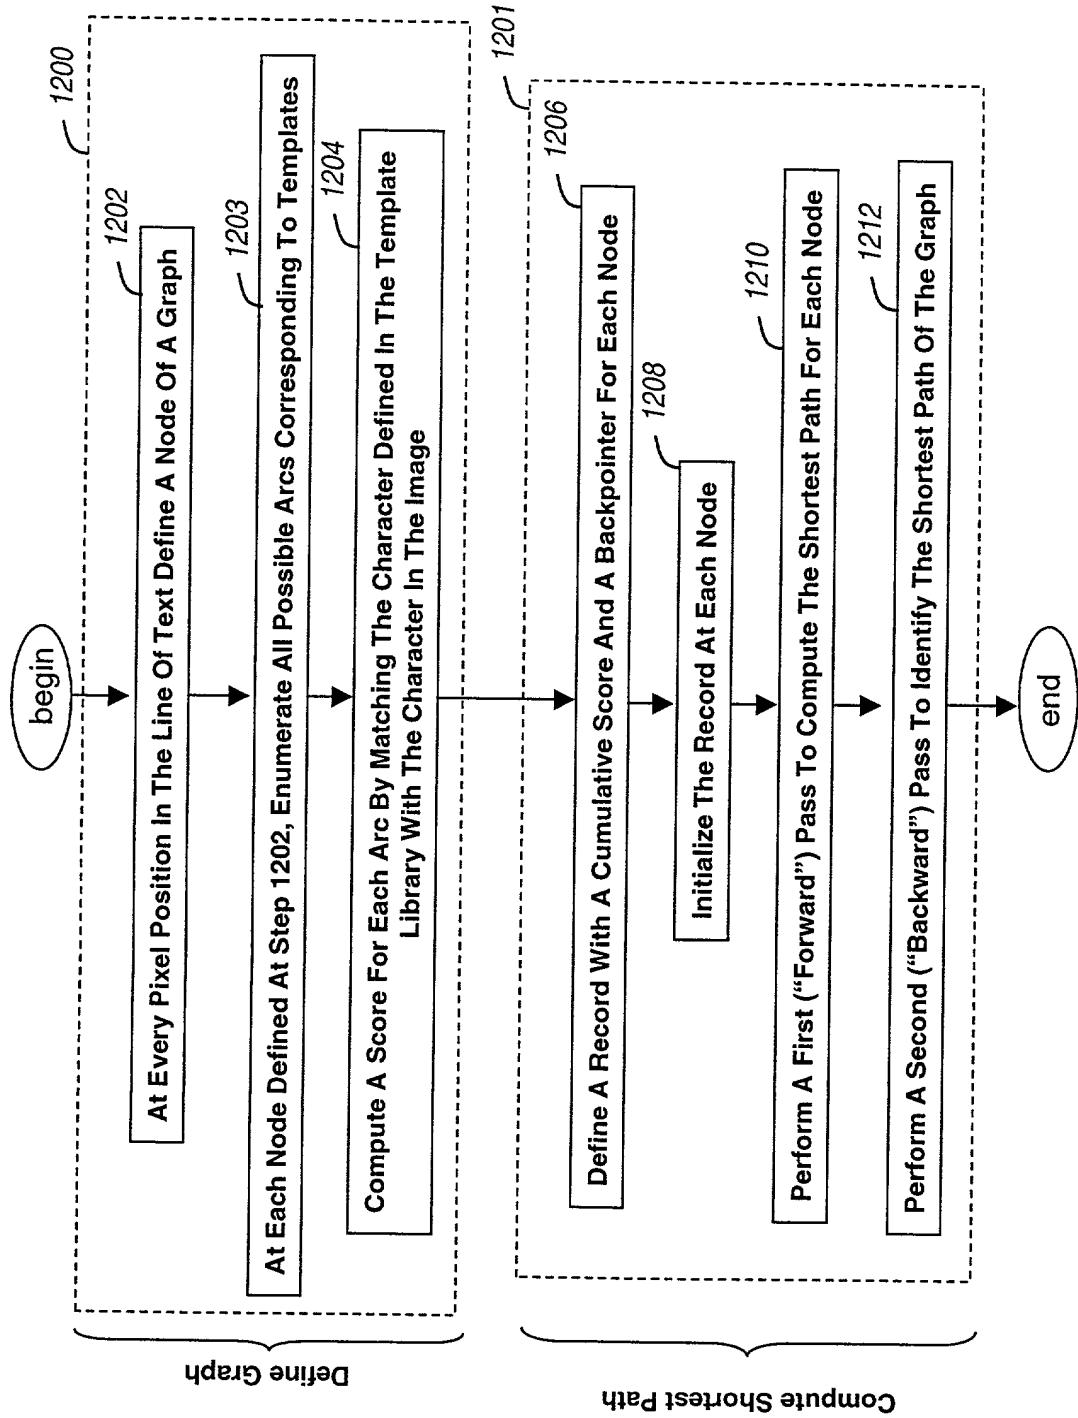 begin
1200
1202
At Every Pixel Position In The Line Of Text Define A Node Of A Graph
1203
At Each Node Defined At Step 1202, Enumerate All Possible Arcs Corresponding To Templates
1204
Compute A Score For Each Arc By Matching The Character Defined In The Template
Library With The Character In The Image
Define Graph
1201
1206
Define A Record With A Cumulative Score And A Backpointer For Each Node
1208
Initialize The Record At Each Node
1210
Perform A First (“Forward”) Pass To Compute The Shortest Path For Each Node
1212
Perform A Second (“Backward”) Pass To Identify The Shortest Path Of The Graph
Compute Shortest Path
end